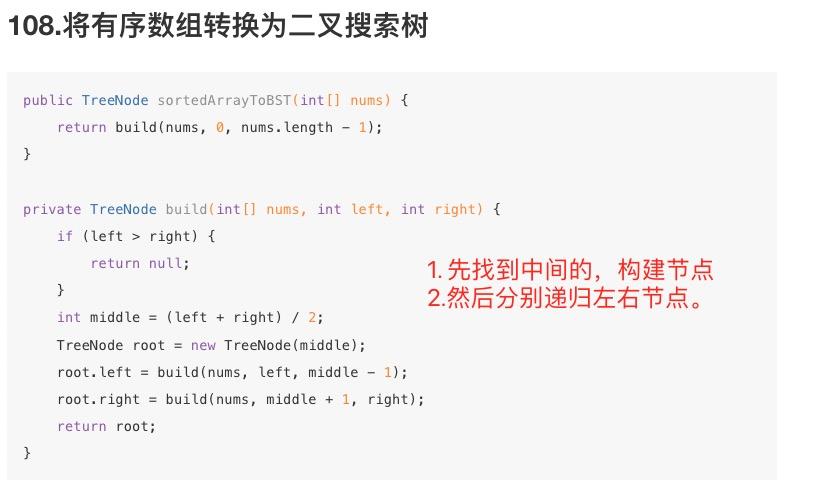 108.将有序数组转换为二叉搜索树
public TreeNode sortedArrayToBST(int[] nums) {
    return build(nums, 0, nums.length - 1);
}
private TreeNode build(int[] nums, int left, int right) {
    if (left > right) {
        return null;
    }
    int middle = (left + right) / 2;
    TreeNode root = new TreeNode(middle);
    root.left = build(nums, left, middle - 1);
    root.right = build(nums, middle + 1, right);
    return root;
}
1. 先找到中间的，构建节点
2.然后分别递归左右节点。